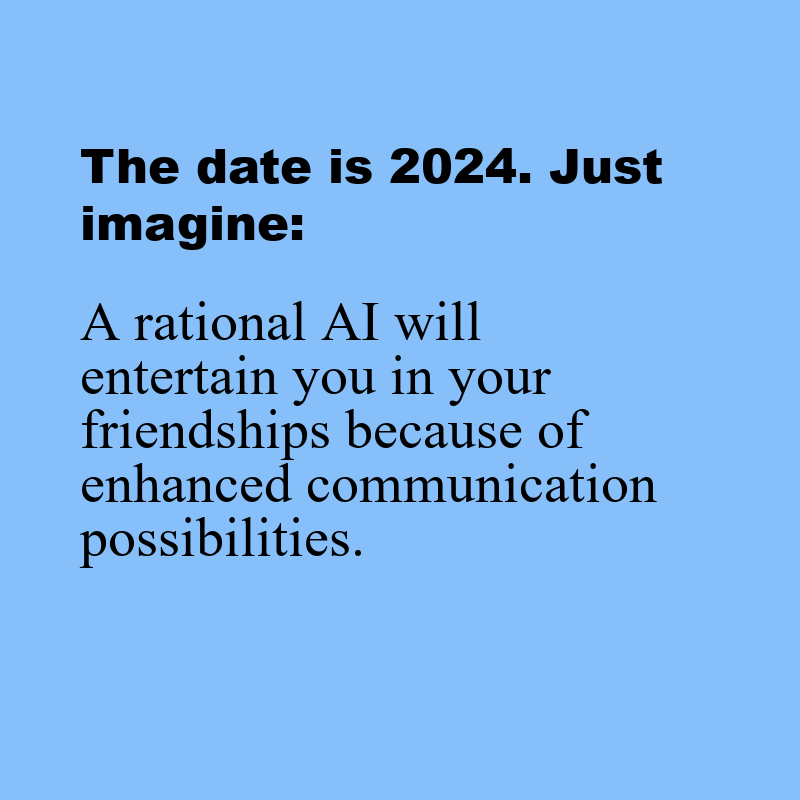 The date is 2024. Just
imagine:
A rational AI will
entertain you in your
friendships because of
enhanced communication
possibilities.